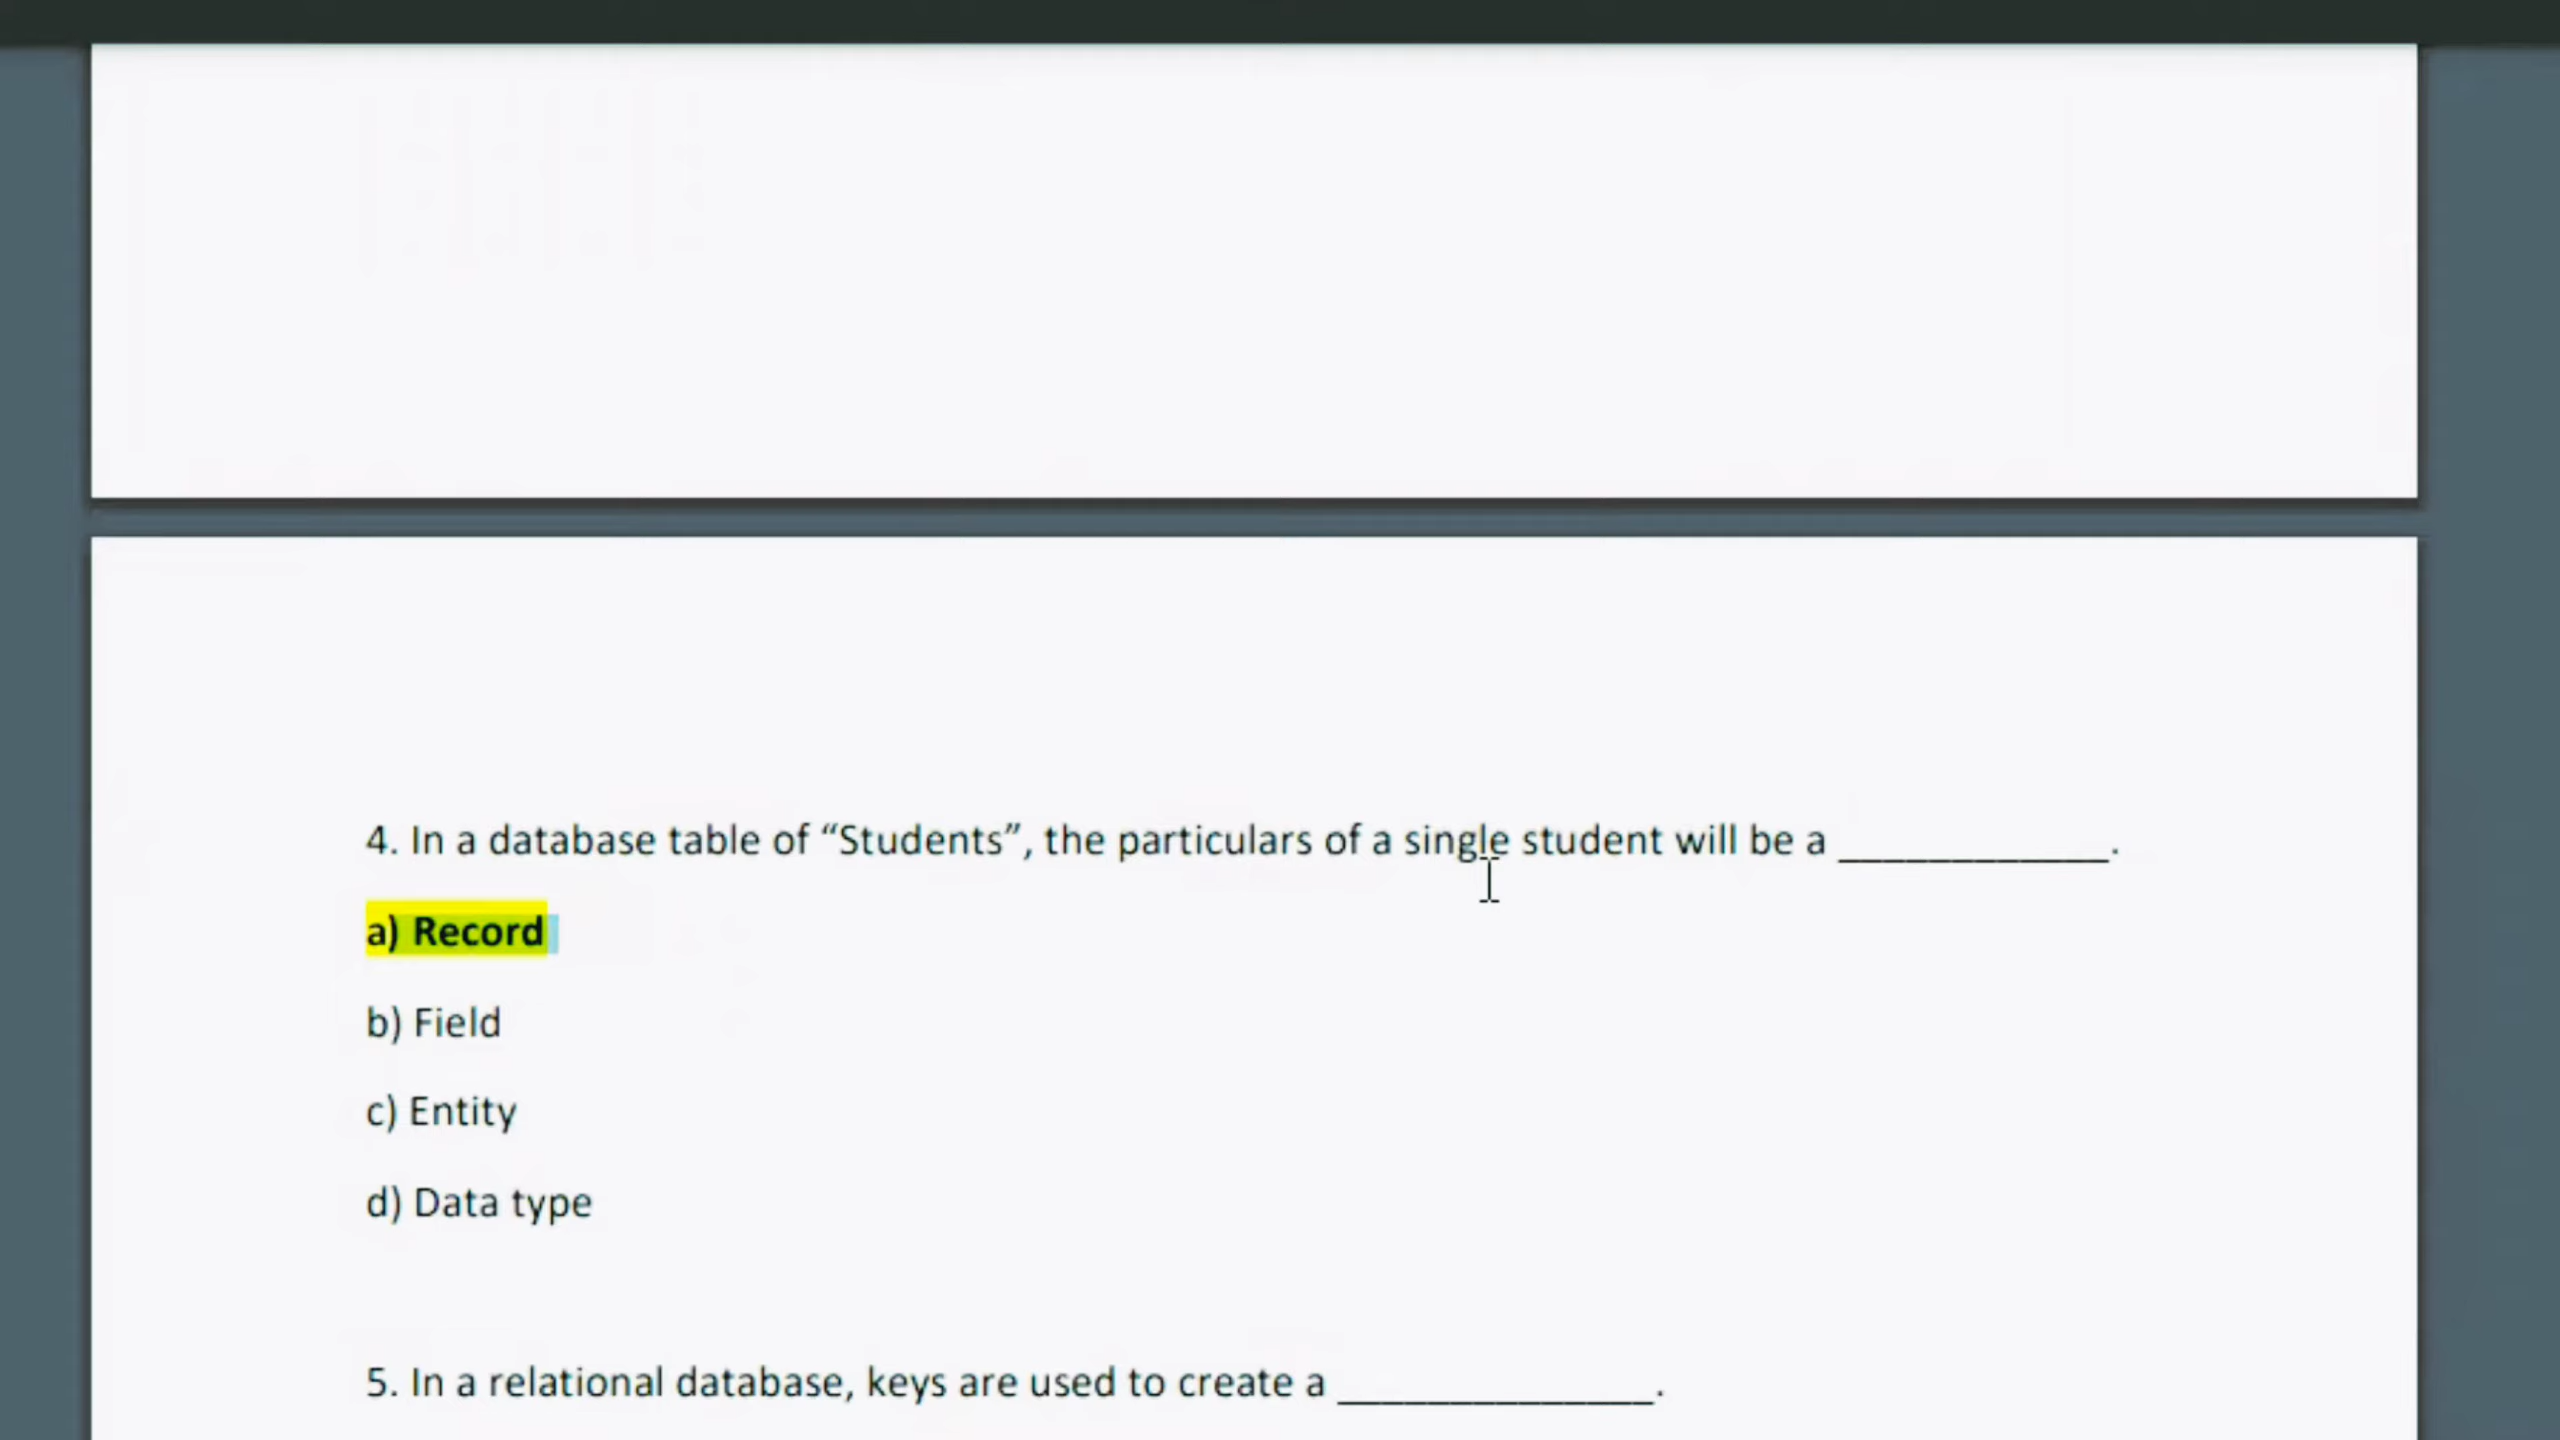 4. In a database table of “Students”, the particulars of a single student will be a ____________.
a) Record
b) Field
c) Entity
d) Data type
5. In a relational database, keys are used to create a ______________.